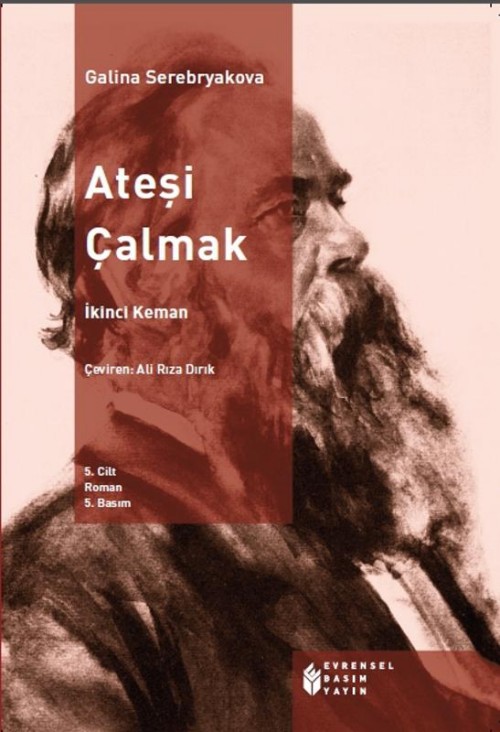 Galina Serebryakova
Ateşi
Çalmak
İkinci Keman
Çeviren: Ali Rıza Dırık
5. Cilt
Roman
5. Basım
EVRENSEL
BASIM
YAYIN